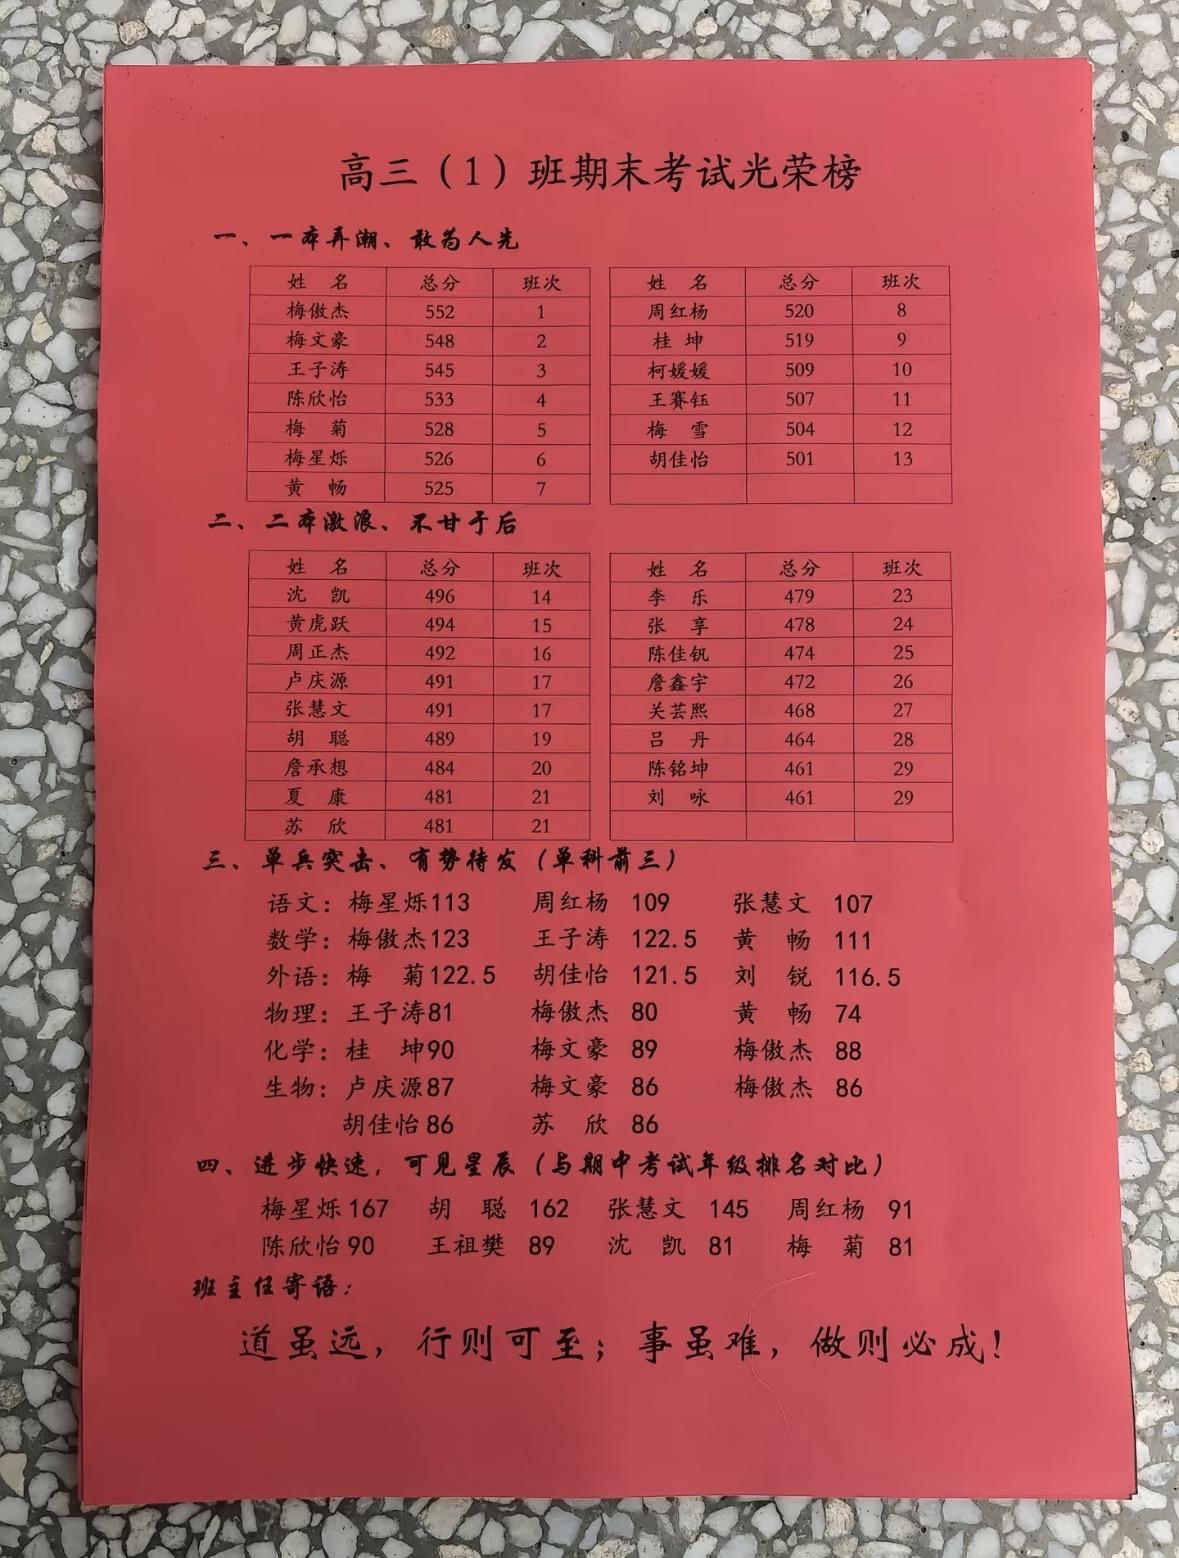 高三（1）班期末考试光荣榜
一、一本弄潮、敢为人先
姓 名 总分 班次 姓 名 总分 班次
梅傲杰 552 1 周红杨 520 8
梅文豪 548 2 桂 坤 519 9
王子涛 545 3 柯媛媛 509 10
陈欣怡 533 4 王赛钰 507 11
梅 菊 528 5 梅 雪 504 12
梅星烁 526 6 胡佳怡 501 13
黄 畅 525 7
二、二本激浪、不甘于后
姓 名 总分 班次 姓 名 总分 班次
沈 凯 496 14 李 乐 479 23
黄虎跃 494 15 张 享 478 24
周正杰 492 16 陈佳钒 474 25
卢庆源 491 17 詹鑫宇 472 26
张慧文 491 17 关芸熙 468 27
胡 聪 489 19 吕 丹 464 28
詹承想 484 20 陈铭坤 461 29
夏 康 481 21 刘 咏 461 29
苏 欣 481 21
三、单兵突击、有势待发（单科前三）
语文：梅星烁113 周红杨 109 张慧文 107
数学：梅傲杰123 王子涛 122.5 黄 畅 111
外语：梅 菊122.5 胡佳怡 121.5 刘 锐 116.5
物理：王子涛81 梅傲杰 80 黄 畅 74
化学：桂 坤90 梅文豪 89 梅傲杰 88
生物：卢庆源87 梅文豪 86 梅傲杰 86
胡佳怡86 苏 欣 86
四、进步快速，可见星辰（与期中考试年级排名对比）
梅星烁167 胡 聪 162 张慧文 145 周红杨 91
陈欣怡90 王祖樊 89 沈 凯 81 梅 菊 81
班主任寄语：
道虽远，行则可至；事虽难，做则必成！